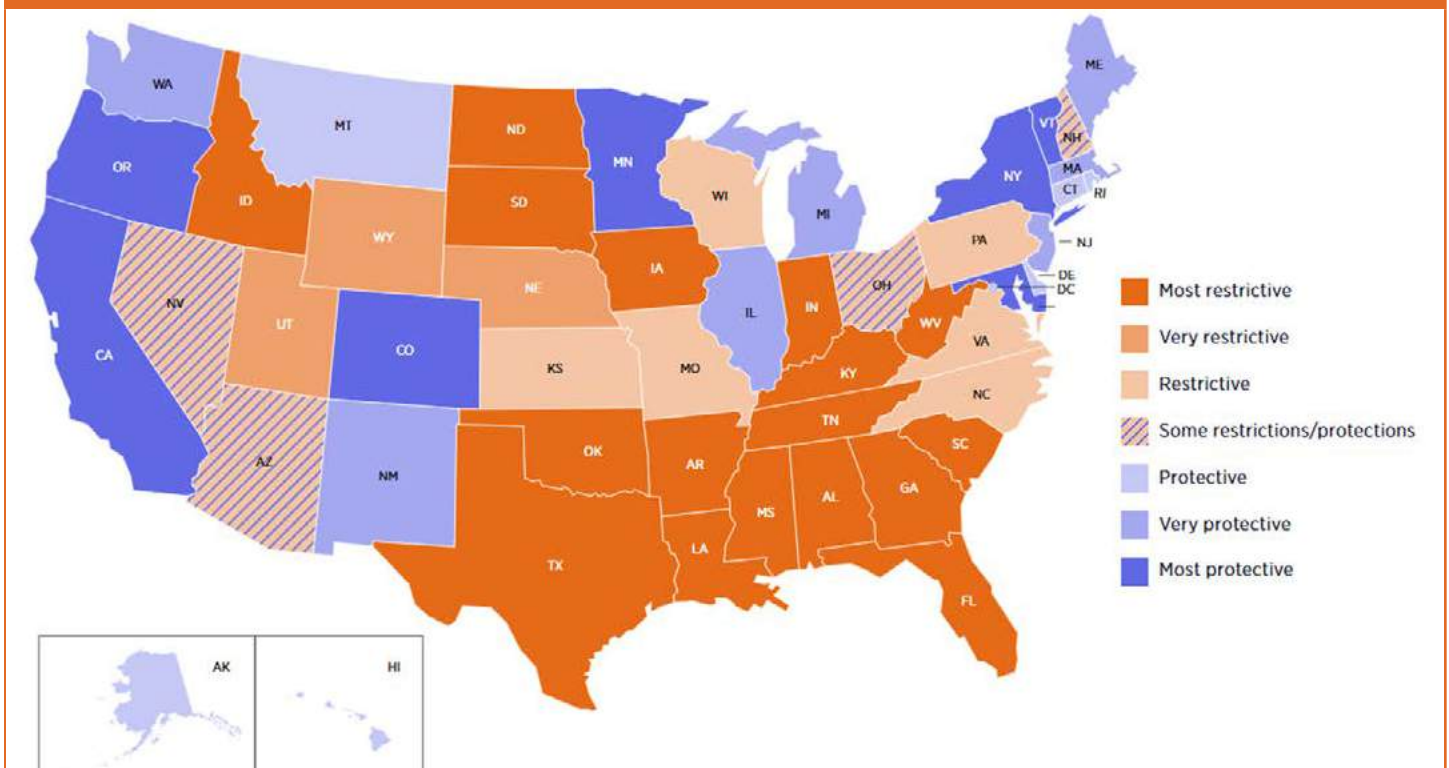 WA
MT
ND
MN
ME
VT
NH
OR
ID
SD
WI
MI
NY
MA
CT
RI
WY
IA
PA
NJ
NV
UT
NE
IL
IN
OH
DE
DC
CA
CO
KS
MO
WV
VA
KY
NC
AZ
NM
OK
AR
TN
SC
TX
LA
MS
AL
GA
FL
AK
HI
Most restrictive
Very restrictive
Restrictive
Some restrictions/protections
Protective
Very protective
Most protective